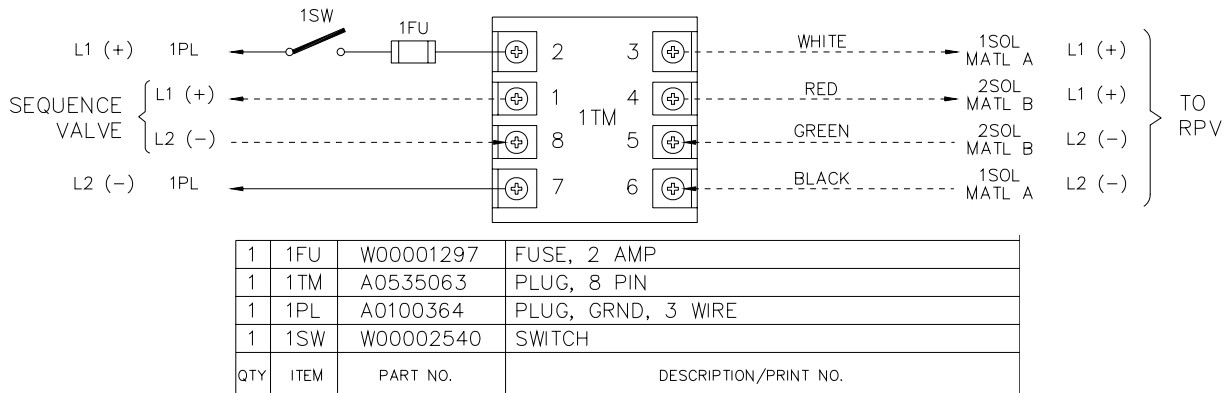 1SW
1FU
L1 (+) 1PL 2 3 WHITE 1SOL MATL A L1 (+)
SEQUENCE VALVE
L1 (+) 1 4 RED 2SOL MATL B L1 (+)
1TM
TO RPV
L2 (-) 8 5 GREEN 2SOL MATL B L2 (-)
L2 (-) 1PL 7 6 BLACK 1SOL MATL A L2 (-)
1 1FU W00001297 FUSE, 2 AMP
1 1TM A0535063 PLUG, 8 PIN
1 1PL A0100364 PLUG, GRND, 3 WIRE
1 1SW W00002540 SWITCH
QTY ITEM PART NO. DESCRIPTION/PRINT NO.